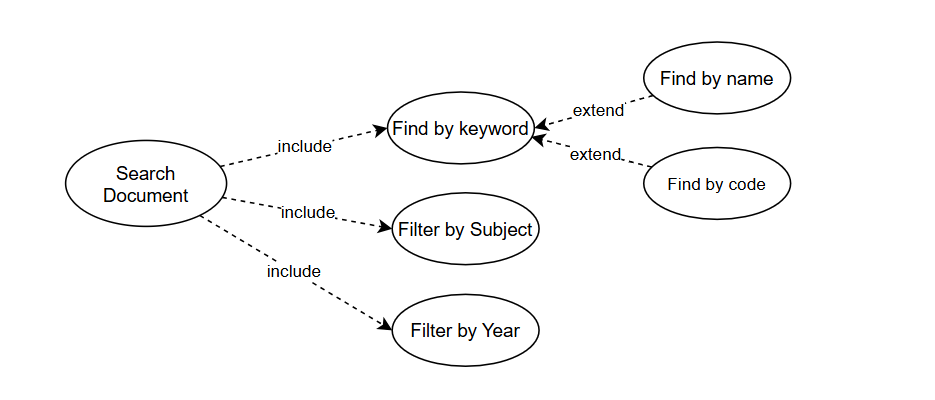 Search
Document
include
include
include
Find by keyword
Filter by Subject
Filter by Year
extend
extend
Find by name
Find by code